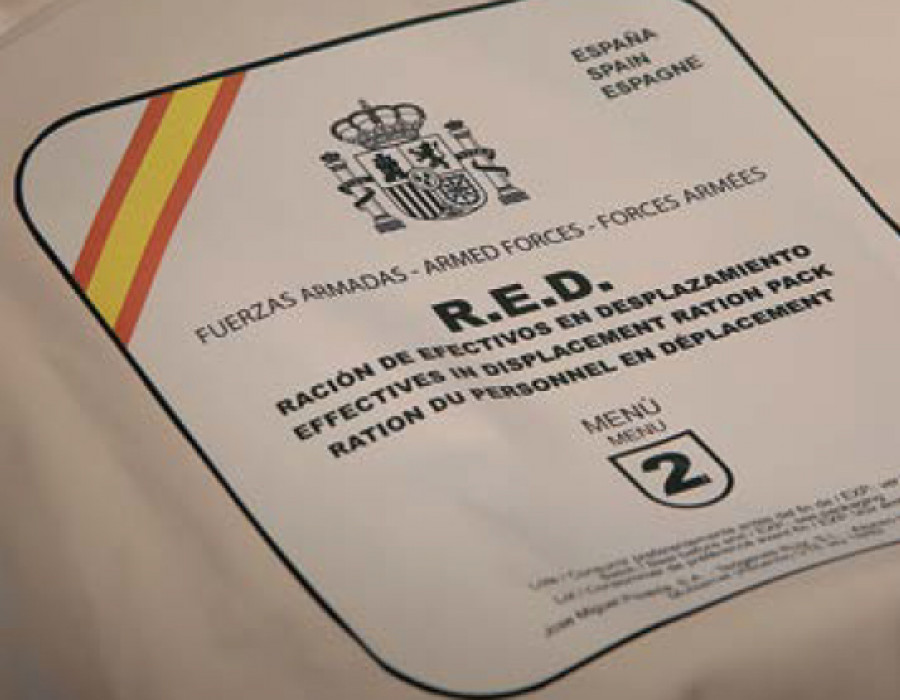 ESPAÑA
SPAIN
ESPAGNE
FUERZAS ARMADAS - ARMED FORCES - FORCES ARMÉES
R.E.D.
RACIÓN DE EFECTIVOS EN DESPLAZAMIENTO
EFFECTIVES IN DISPLACEMENT RATION PACK
RATION DU PERSONNEL EN DÉPLACEMENT
MENÚ
MENU
2